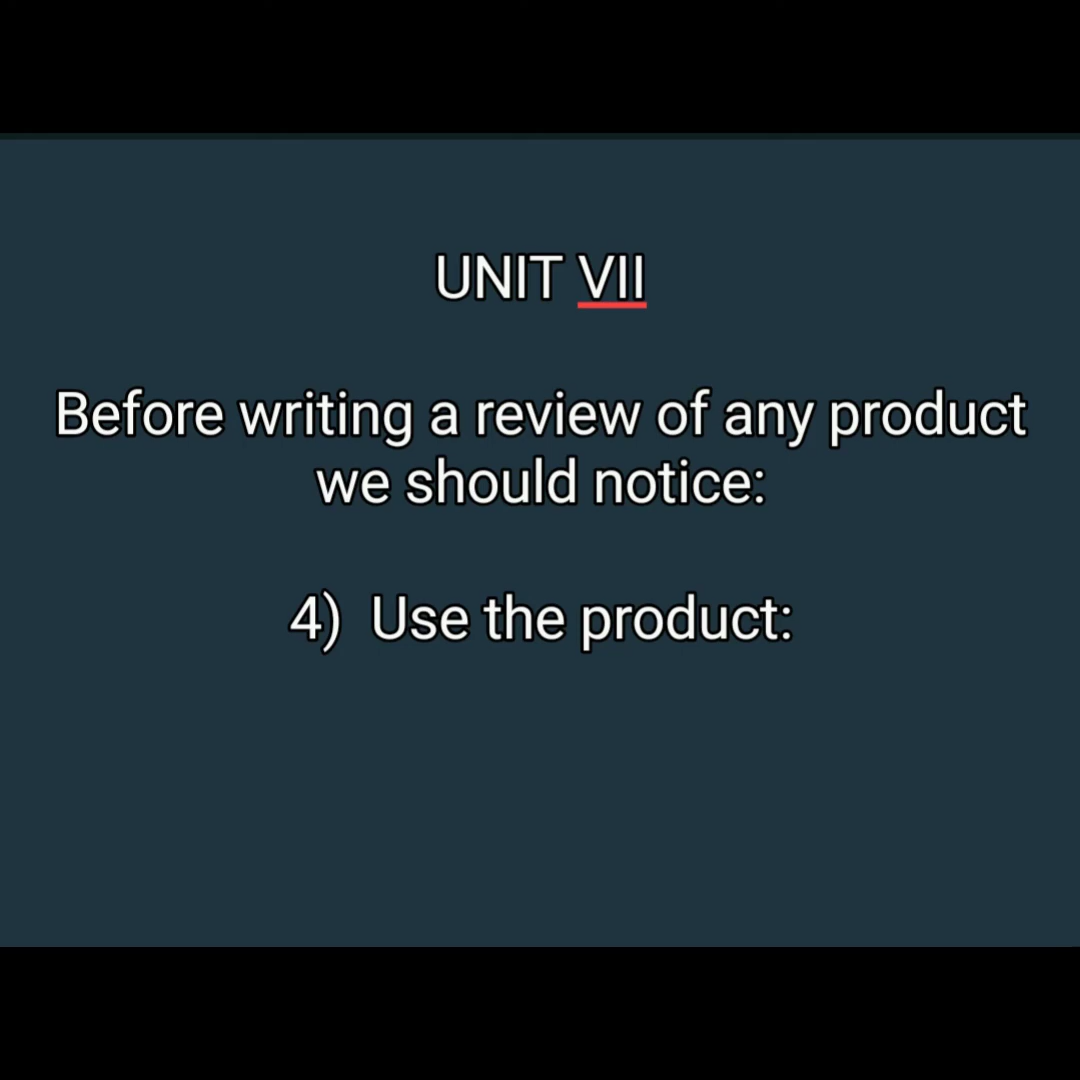 UNIT VII
Before writing a review of any product
we should notice:
4) Use the product: